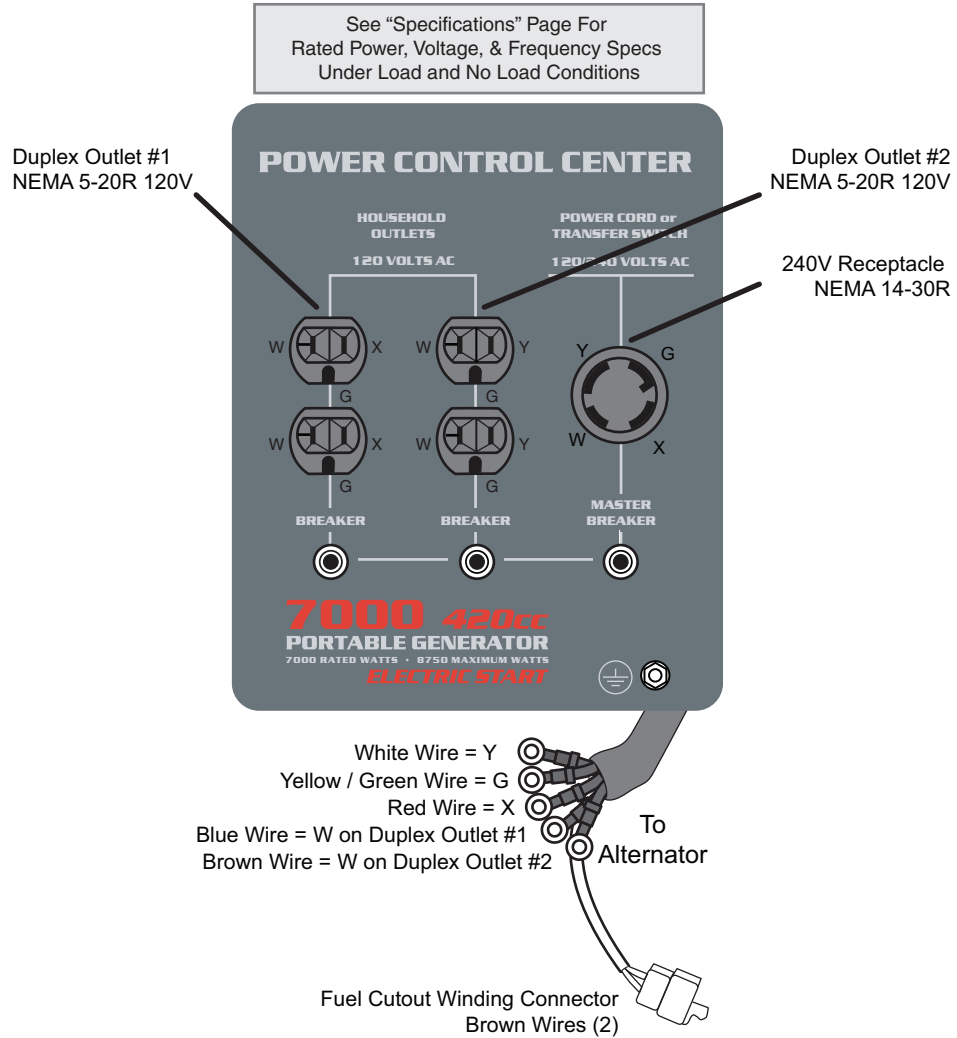 See “Specifications” Page For
Rated Power, Voltage, & Frequency Specs
Under Load and No Load Conditions
Duplex Outlet #1
NEMA 5-20R 120V
Duplex Outlet #2
NEMA 5-20R 120V
240V Receptacle
NEMA 14-30R
POWER CONTROL CENTER
HOUSEHOLD
OUTLETS
120 VOLTS AC
POWER CORD or
TRANSFER SWITCH
120/240 VOLTS AC
W X
G
W X
G
W Y
G
W Y
G
Y G
W X
BREAKER
BREAKER
MASTER
BREAKER
7000 420cc
PORTABLE GENERATOR
7000 RATED WATTS · 8750 MAXIMUM WATTS
ELECTRIC START
White Wire = Y
Yellow / Green Wire = G
Red Wire = X
Blue Wire = W on Duplex Outlet #1
Brown Wire = W on Duplex Outlet #2
To
Alternator
Fuel Cutout Winding Connector
Brown Wires (2)